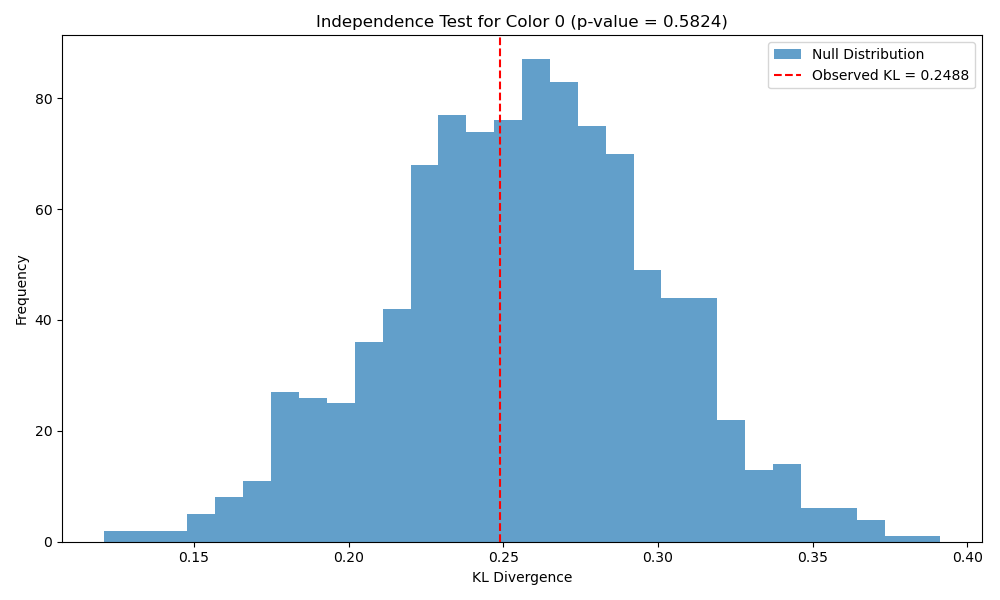 Independence Test for Color 0 (p-value = 0.5824)
Null Distribution
Observed KL = 0.2488
Frequency
80
60
40
20
0
0.15 0.20 0.25 0.30 0.35 0.40
KL Divergence